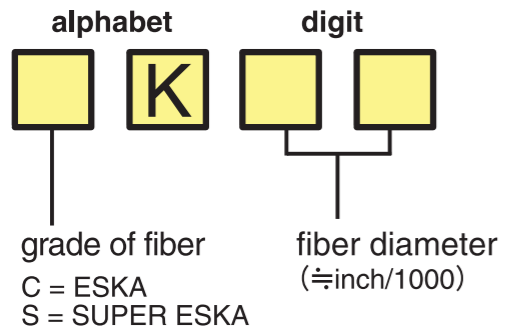 alphabet digit
K
grade of fiber
C = ESKA
S = SUPER ESKA
fiber diameter
(≒inch/1000)